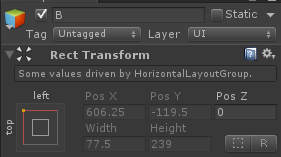 B
Static
Tag Untagged Layer UI
Rect Transform
Some values driven by HorizontalLayoutGroup.
left
Pos X Pos Y Pos Z
top
606.25 -119.5 0
Width Height
77.5 239
R